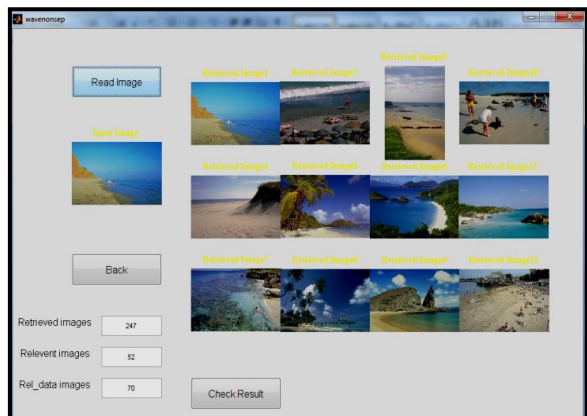 wavenonsep
Read Image
Input Image
Back
Retrieved images 247
Relevent images 52
Rel_data images 70
Retrieved Image1 Retrieved Image2 Retrieved Image3 Retrieved Image10
Retrieved Image4 Retrieved Image5 Retrieved Image6 Retrieved Image11
Retrieved Image7 Retrieved Image8 Retrieved Image9 Retrieved Image12
Check Result